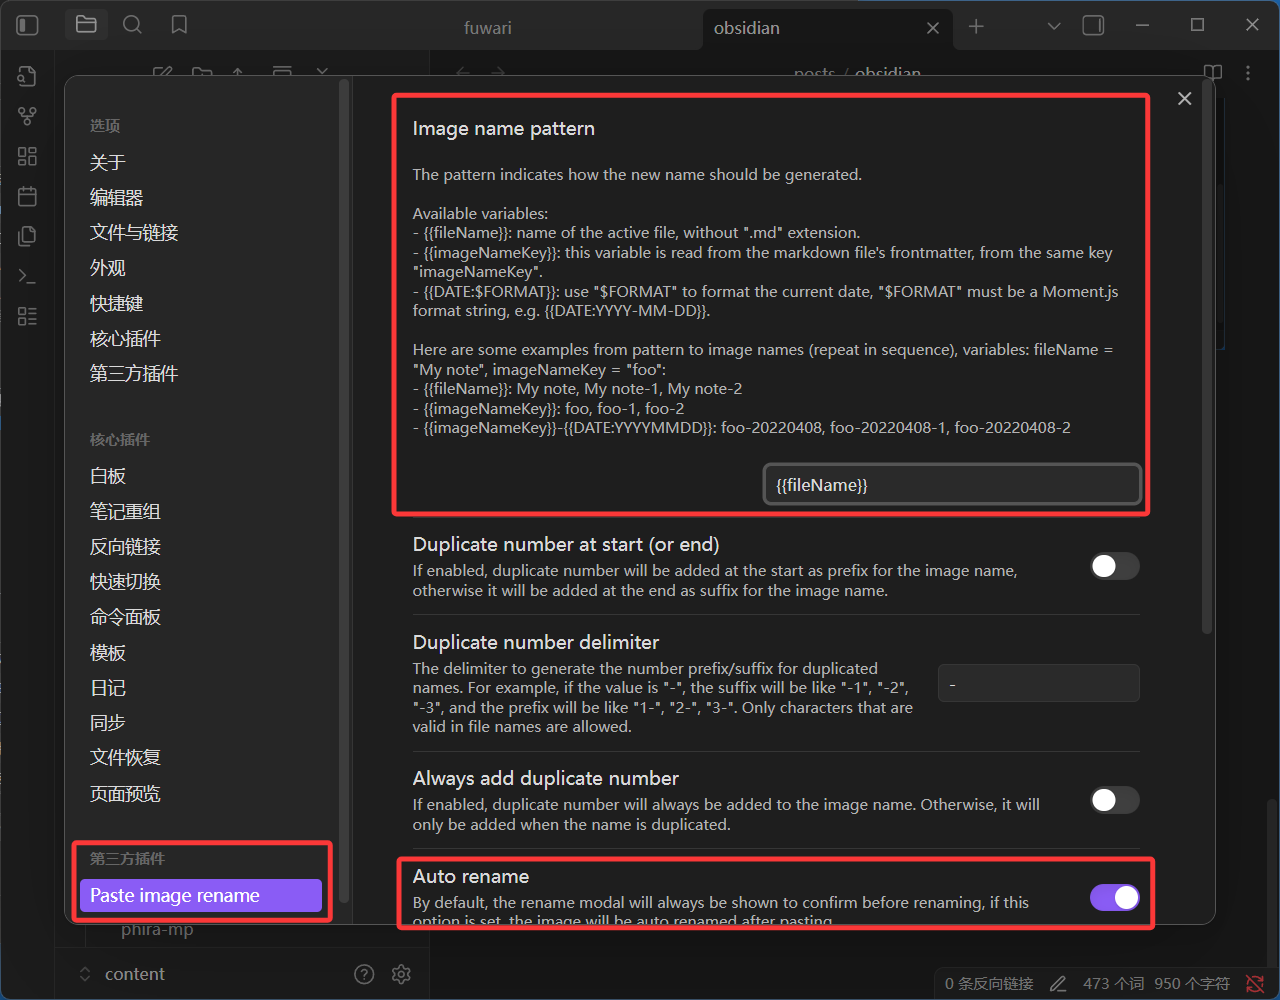 fuwari
obsidian
posts / obsidian
选项
关于
编辑器
文件与链接
外观
快捷键
核心插件
第三方插件
核心插件
白板
笔记重组
反向链接
快速切换
命令面板
模板
日记
同步
文件恢复
页面预览
第三方插件
Paste image rename
phira-mp
content
Image name pattern
The pattern indicates how the new name should be generated.
Available variables:
- {{fileName}}: name of the active file, without ".md" extension.
- {{imageNameKey}}: this variable is read from the markdown file's frontmatter, from the same key
"imageNameKey".
- {{DATE:$FORMAT}}: use "$FORMAT" to format the current date, "$FORMAT" must be a Moment.js
format string, e.g. {{DATE:YYYY-MM-DD}}.
Here are some examples from pattern to image names (repeat in sequence), variables: fileName =
"My note", imageNameKey = "foo":
- {{fileName}}: My note, My note-1, My note-2
- {{imageNameKey}}: foo, foo-1, foo-2
- {{imageNameKey}}-{{DATE:YYYYMMDD}}: foo-20220408, foo-20220408-1, foo-20220408-2
{{fileName}}
Duplicate number at start (or end)
If enabled, duplicate number will be added at the start as prefix for the image name,
otherwise it will be added at the end as suffix for the image name.
Duplicate number delimiter
The delimiter to generate the number prefix/suffix for duplicated
names. For example, if the value is "-", the suffix will be like "-1", "-2",
"-3", and the prefix will be like "1-", "2-", "3-". Only characters that are
valid in file names are allowed.
-
Always add duplicate number
If enabled, duplicate number will always be added to the image name. Otherwise, it will
only be added when the name is duplicated.
Auto rename
By default, the rename modal will always be shown to confirm before renaming, if this
option is set, the image will be auto renamed after pasting.
0 条反向链接
473 个词
950 个字符